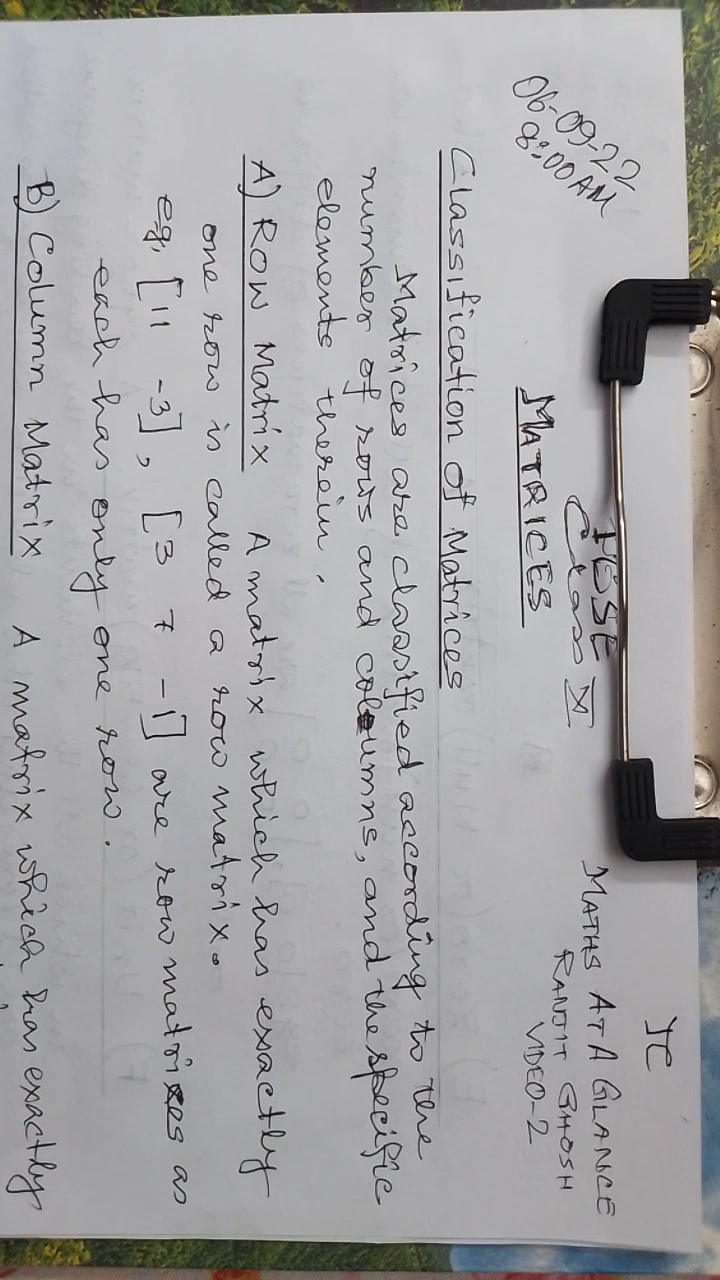 YC
06-09-22
8:00 AM
MATHS AT A GLANCE
RANJIT GHOSH
VIDEO-2
Class XI
MATRICES
Classification of Matrices
Matrices are classified according to the
number of rows and coloumns, and the specific
elements therein.
A) Row Matrix A matrix which has exactly
one row is called a row matrix.
eg, [11 -3], [3 7 -1] are row matrixes as
each has only one row.
B) Column Matrix A matrix which has exactly